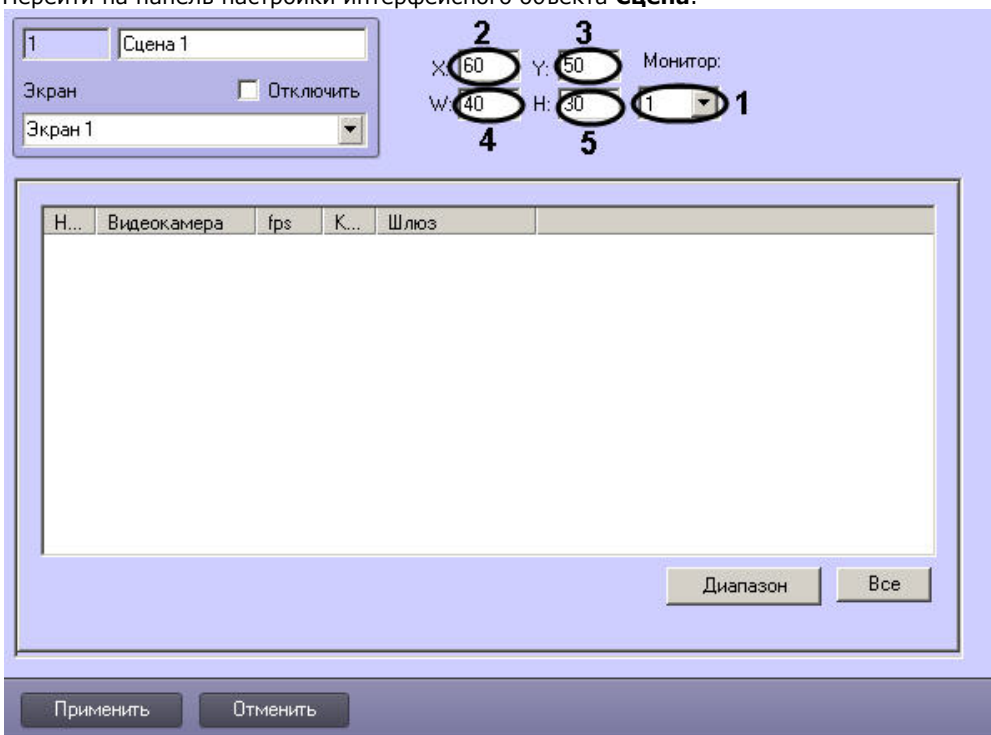 Перейти на панель настройки интерфейсного объекта Сцена.
1 Сцена 1
Экран Отключить
Экран 1
2 3
X: 60 Y: 50 Монитор:
W: 40 H: 30 1 1
4 5
Н... Видеокамера fps К... Шлюз
Диапазон Все
Применить Отменить